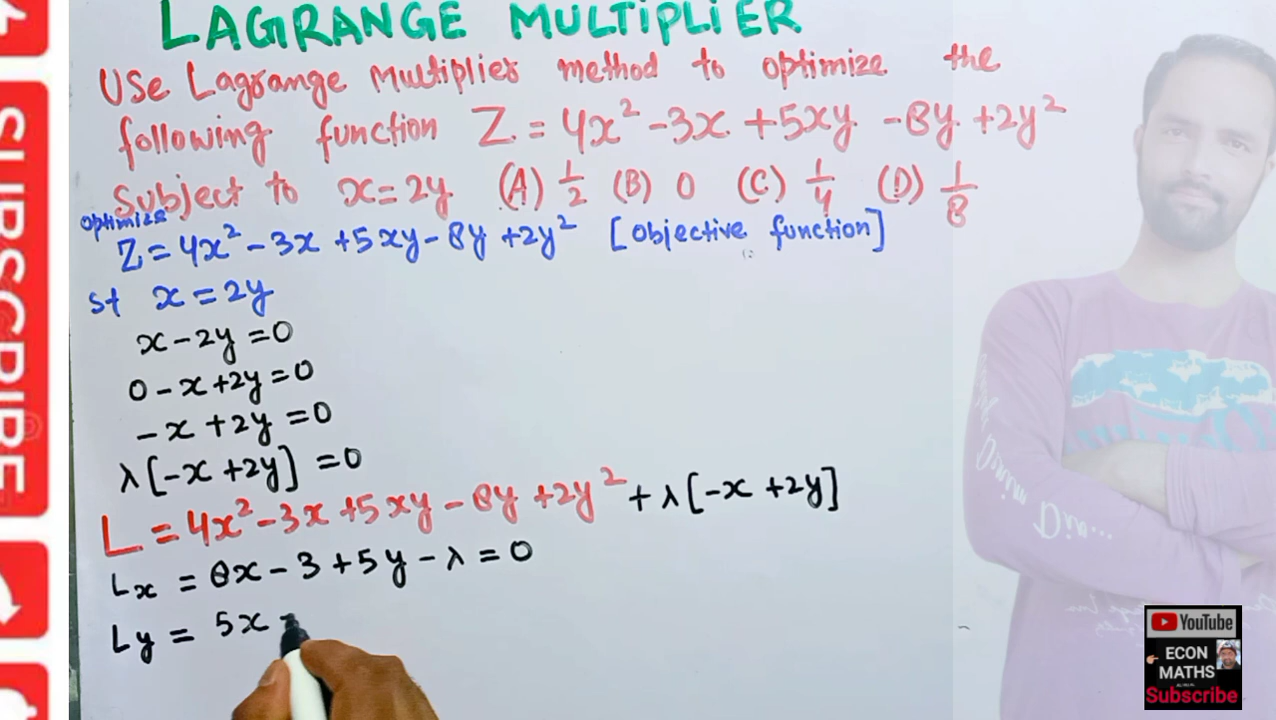 LAGRANGE MULTIPLIER
Use Lagrange Multiplier method to optimize the
following function Z = 4x² - 3x + 5xy - 8y + 2y²
Subject to x = 2y (A) 1/2 (B) 0 (C) 1/4 (D) 1/8
optimize
Z = 4x² - 3x + 5xy - 8y + 2y² [objective function]
st x = 2y
x - 2y = 0
0 - x + 2y = 0
- x + 2y = 0
λ[-x + 2y] = 0
L = 4x² - 3x + 5xy - 8y + 2y² + λ[-x + 2y]
Lx = 8x - 3 + 5y - λ = 0
Ly = 5x -
SUBSCRIBE
YouTube
ECON
MATHS
Subscribe